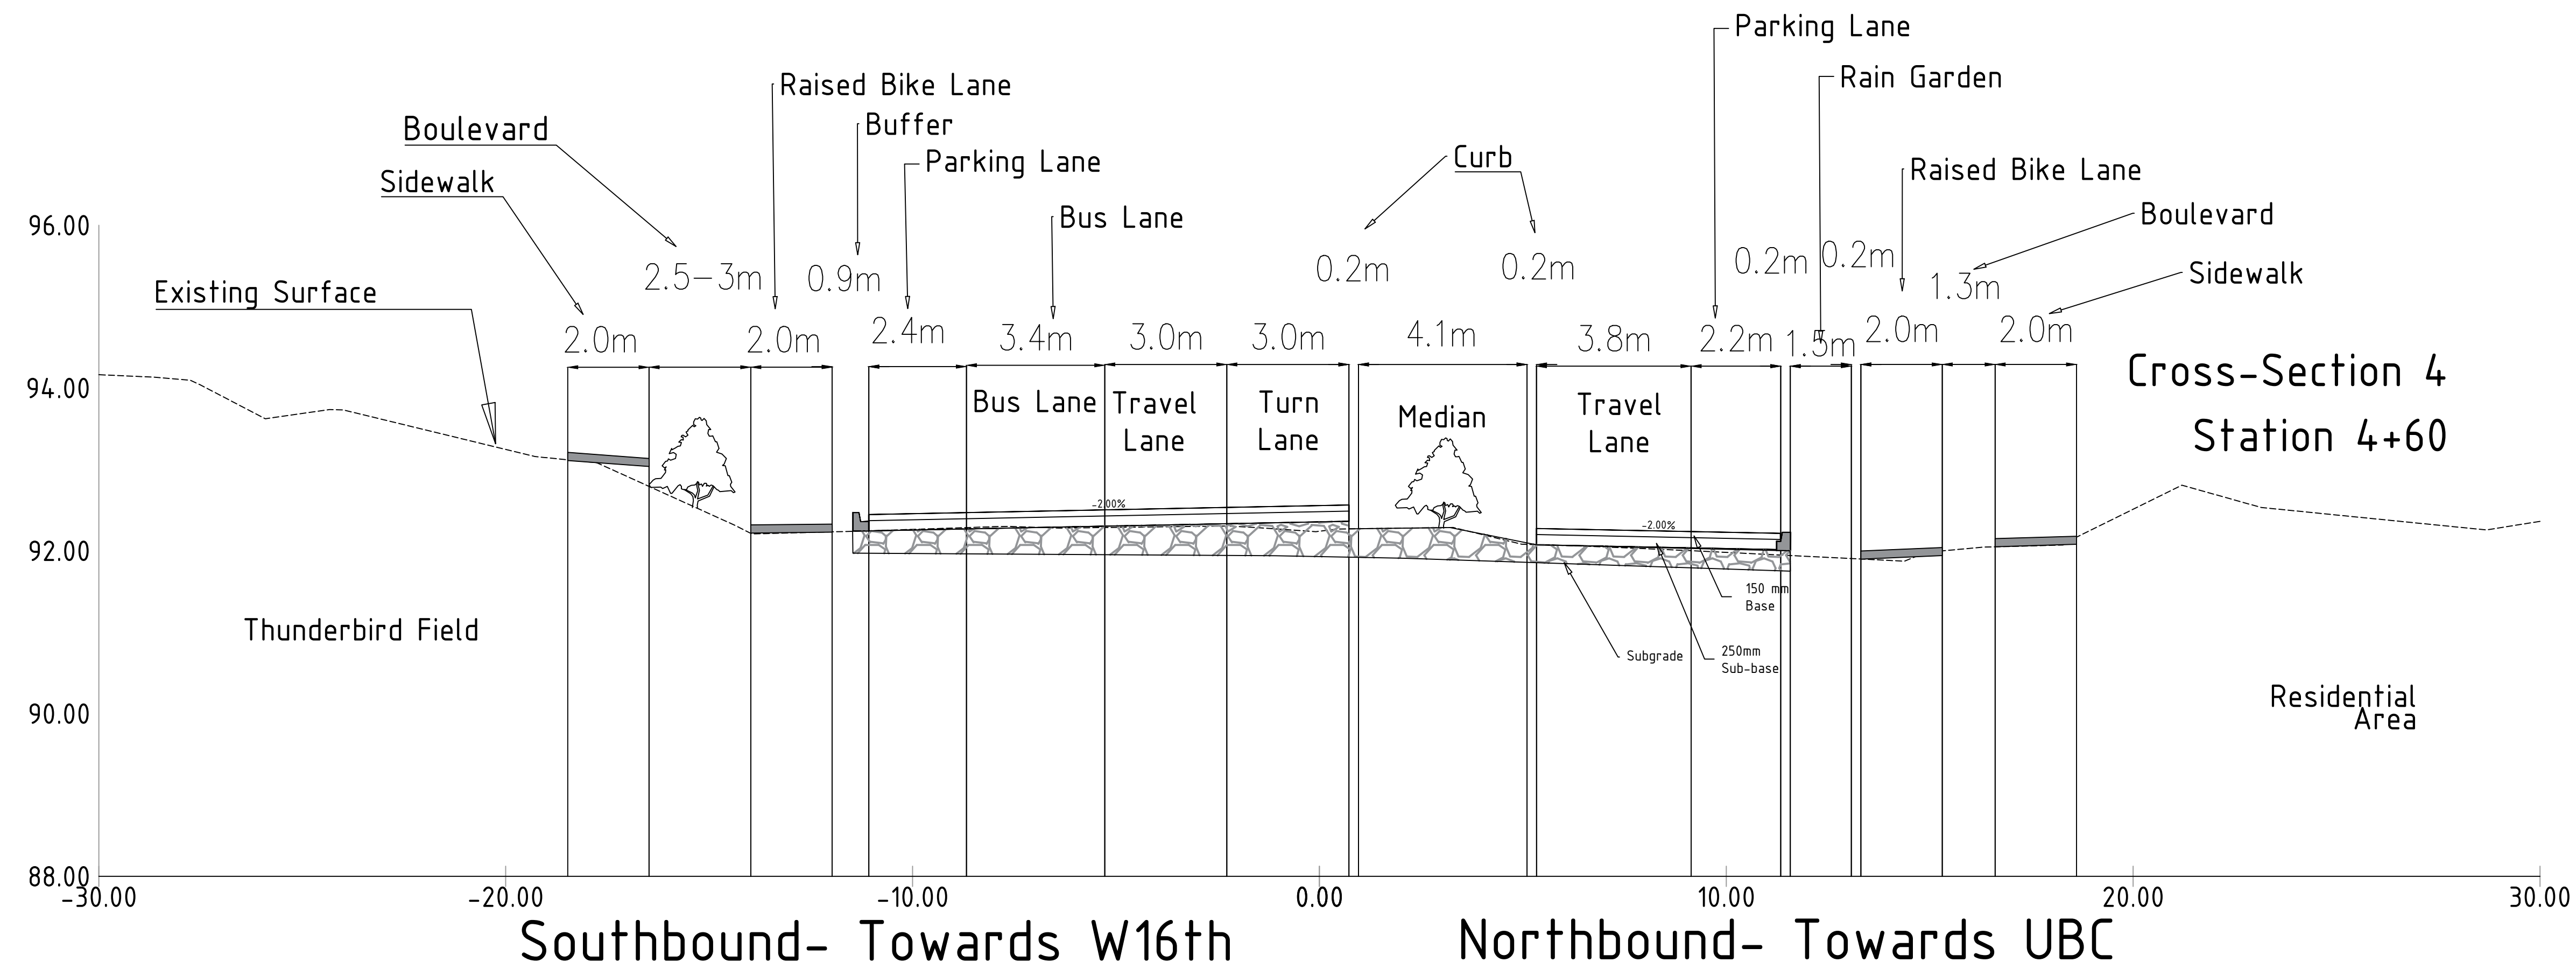 Parking Lane
Rain Garden
Raised Bike Lane
Buffer
Boulevard
Parking Lane
Curb
Raised Bike Lane
Sidewalk
Bus Lane
Boulevard
96.00
Sidewalk
Existing Surface
2.5-3m
0.9m
0.2m
0.2m
0.2m
0.2m
1.3m
2.0m
2.0m
2.4m
3.4m
3.0m
3.0m
4.1m
3.8m
2.2m
1.5m
2.0m
2.0m
94.00
Bus Lane
Travel
Lane
Turn
Lane
Median
Travel
Lane
Cross-Section 4
Station 4+60
-2.00%
-2.00%
92.00
150 mm
Base
250mm
Sub-base
Subgrade
Thunderbird Field
Residential
Area
90.00
88.00
-30.00
-20.00
-10.00
0.00
10.00
20.00
30.00
Southbound- Towards W16th
Northbound- Towards UBC